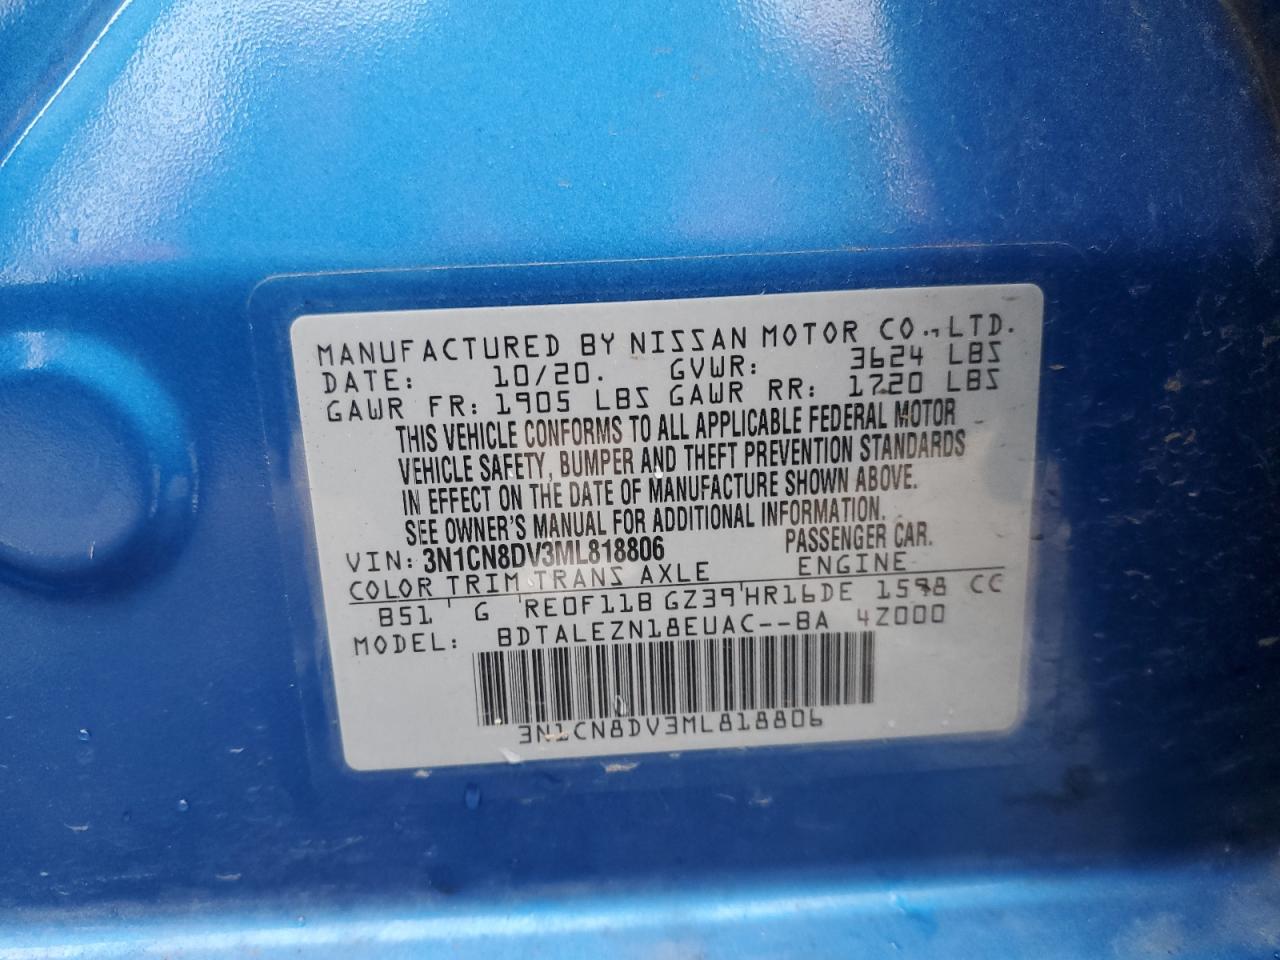 MANUFACTURED BY NISSAN MOTOR CO., LTD.
DATE: 10/20. GVWR: 3624 LBS
GAWR FR: 1905 LBS GAWR RR: 1720 LBS
THIS VEHICLE CONFORMS TO ALL APPLICABLE FEDERAL MOTOR
VEHICLE SAFETY, BUMPER AND THEFT PREVENTION STANDARDS
IN EFFECT ON THE DATE OF MANUFACTURE SHOWN ABOVE.
SEE OWNER'S MANUAL FOR ADDITIONAL INFORMATION.
VIN: 3N1CN8DV3ML818806 PASSENGER CAR.
COLOR TRIM TRANS AXLE ENGINE
B51 G RE0F11B GZ39 HR16DE 1598 CC
MODEL: BDTALEZN18EUAC--BA 4Z000
3N1CN8DV3ML818806